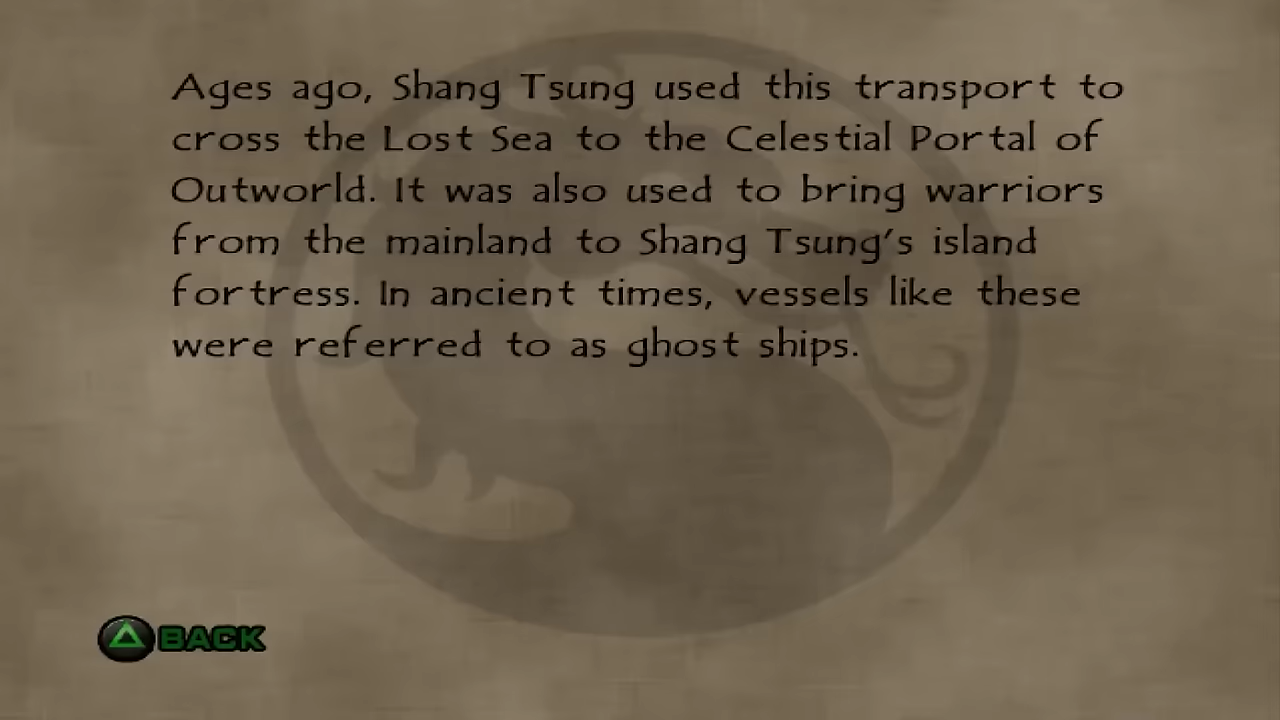 Ages ago, Shang Tsung used this transport to
cross the Lost Sea to the Celestial Portal of
Outworld. It was also used to bring warriors
from the mainland to Shang Tsung's island
fortress. In ancient times, vessels like these
were referred to as ghost ships.
BACK